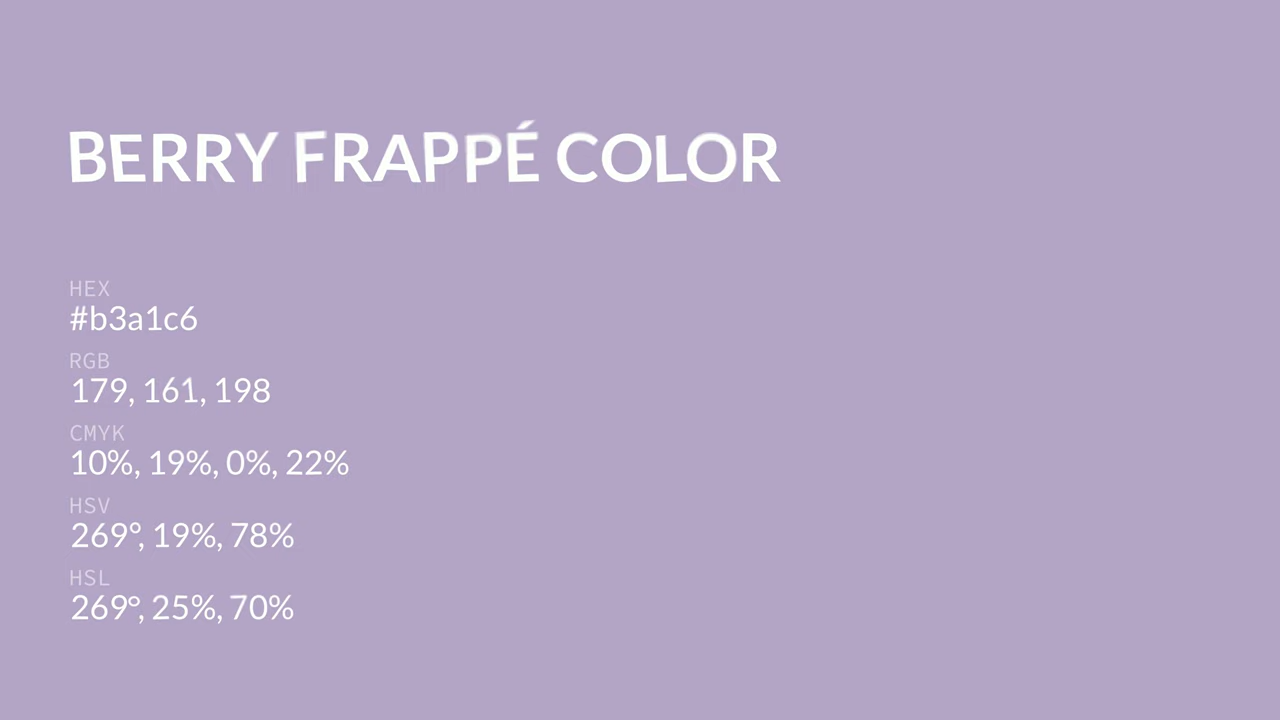 BERRY FRAPPÉ COLOR
HEX
#b3a1c6
RGB
179, 161, 198
CMYK
10%, 19%, 0%, 22%
HSV
269°, 19%, 78%
HSL
269°, 25%, 70%